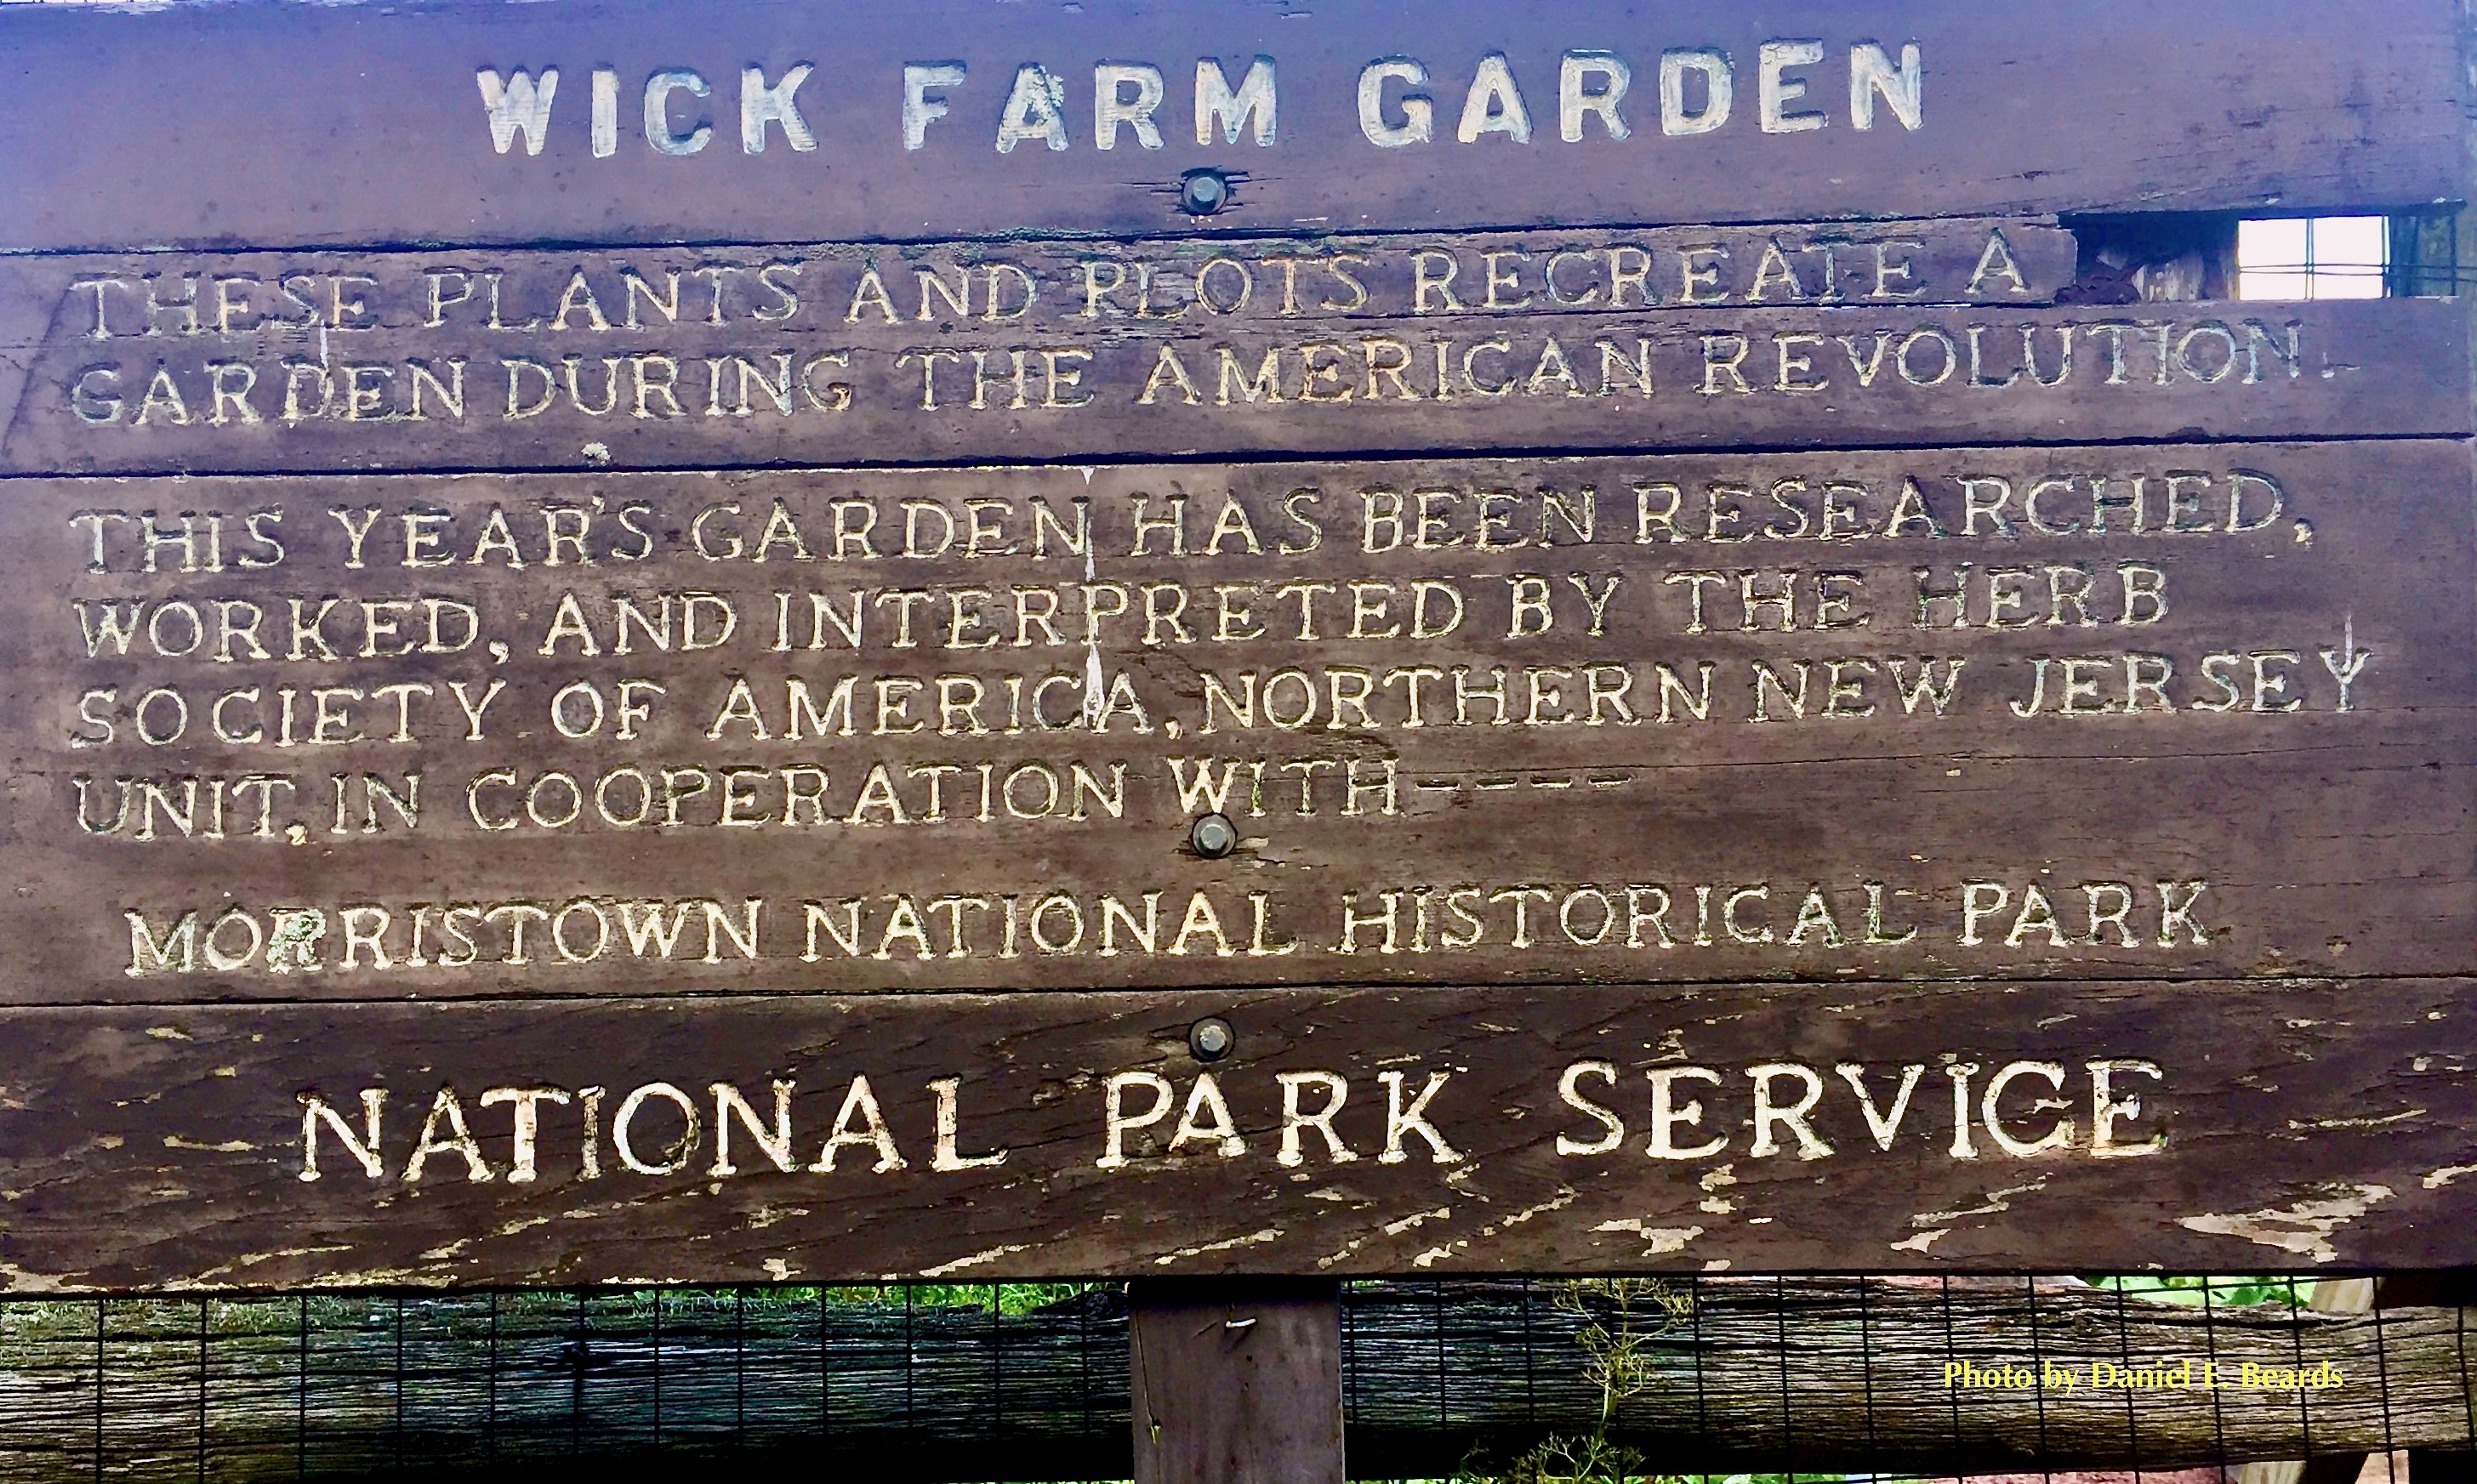 WICK FARM GARDEN
THESE PLANTS AND PLOTS RECREATE A
GARDEN DURING THE AMERICAN REVOLUTION.
THIS YEAR'S GARDEN HAS BEEN RESEARCHED,
WORKED, AND INTERPRETED BY THE HERB
SOCIETY OF AMERICA, NORTHERN NEW JERSEY
UNIT, IN COOPERATION WITH----
MORRISTOWN NATIONAL HISTORICAL PARK
NATIONAL PARK SERVICE
Photo by Daniel E. Beards